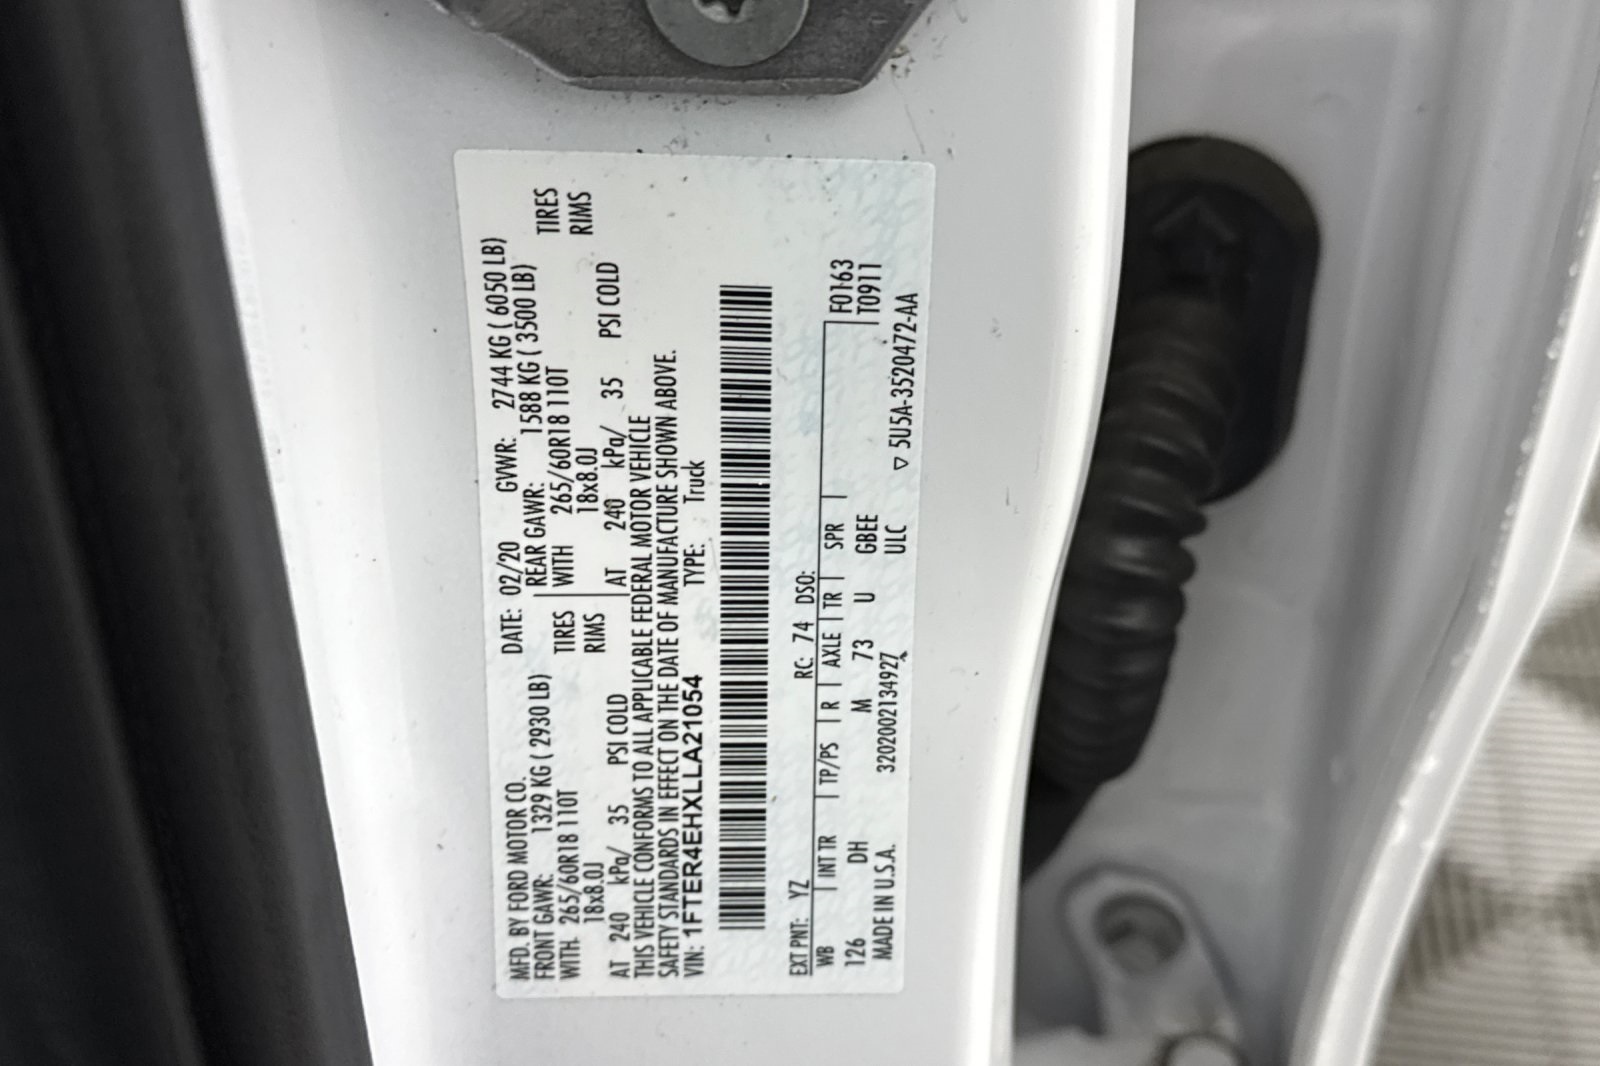 MFD. BY FORD MOTOR CO. DATE: 02/20 GVWR: 2744 KG ( 6050 LB)
FRONT GAWR: 1329 KG ( 2930 LB) REAR GAWR: 1588 KG ( 3500 LB)
WITH 265/60R18 110T TIRES WITH 265/60R18 110T TIRES
18x8.0J RIMS 18x8.0J RIMS
AT 240 kPa/ 35 PSI COLD AT 240 kPa/ 35 PSI COLD
THIS VEHICLE CONFORMS TO ALL APPLICABLE FEDERAL MOTOR VEHICLE
SAFETY STANDARDS IN EFFECT ON THE DATE OF MANUFACTURE SHOWN ABOVE.
VIN: 1FTER4EHXLLA21054 TYPE: Truck
EXT PNT: YZ RC: 74 DSO:
WB INT TR TP/PS R AXLE TR SPR F0163
126 DH M 73 U GBEE T0911
MADE IN U.S.A. 3202002134927 ULC ▽ 5U5A-3520472-AA